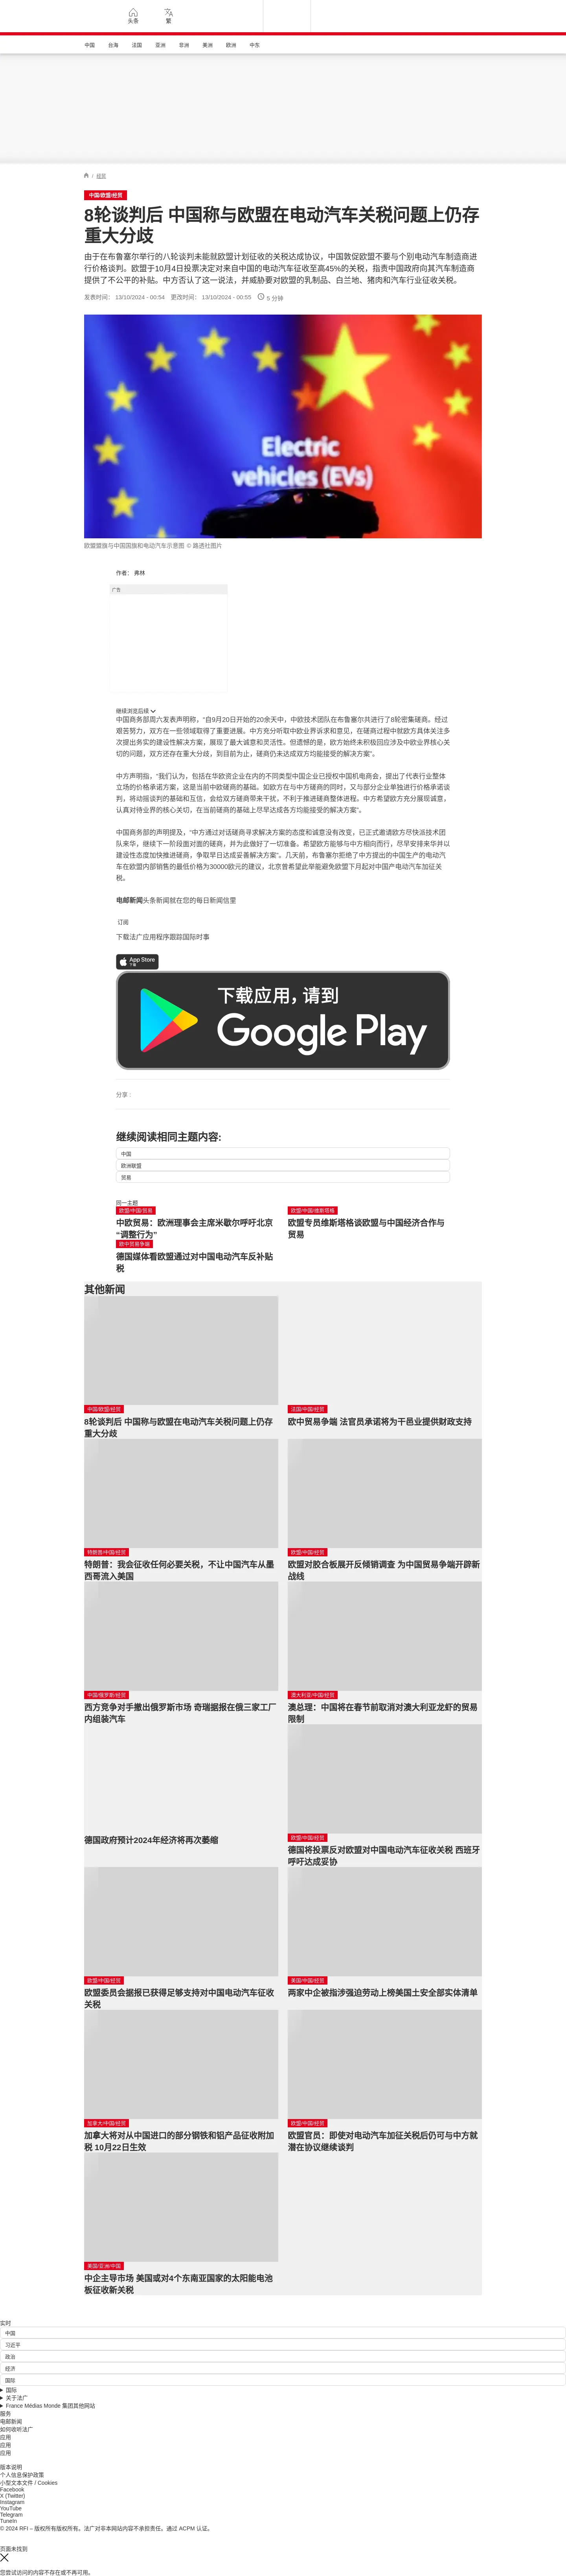 头条
繁
中国
台海
法国
亚洲
非洲
美洲
欧洲
中东
/ 经贸
中国/欧盟/经贸
8轮谈判后 中国称与欧盟在电动汽车关税问题上仍存
重大分歧
由于在布鲁塞尔举行的八轮谈判未能就欧盟计划征收的关税达成协议，中国敦促欧盟不要与个别电动汽车制造商进
行价格谈判。欧盟于10月4日投票决定对来自中国的电动汽车征收至高45%的关税，指责中国政府向其汽车制造商
提供了不公平的补贴。中方否认了这一说法，并威胁要对欧盟的乳制品、白兰地、猪肉和汽车行业征收关税。
发表时间： 13/10/2024 - 00:54 更改时间： 13/10/2024 - 00:55 5 分钟
Electric
vehicles (EVs)
欧盟盟旗与中国国旗和电动汽车示意图 © 路透社图片
作者： 弗林
广告
继续浏览后续
中国商务部周六发表声明称，“自9月20日开始的20余天中，中欧技术团队在布鲁塞尔共进行了8轮密集磋商。经过
艰苦努力，双方在一些领域取得了重要进展。中方充分听取中欧业界诉求和意见，在磋商过程中就欧方具体关注多
次提出务实的建设性解决方案，展现了最大诚意和灵活性。但遗憾的是，欧方始终未积极回应涉及中欧业界核心关
切的问题，双方还存在重大分歧，到目前为止，磋商仍未达成双方均能接受的解决方案”。
中方声明指，“我们认为，包括在华欧资企业在内的不同类型中国企业已授权中国机电商会，提出了代表行业整体
立场的价格承诺方案，这是当前中欧磋商的基础。如欧方在与中方磋商的同时，又与部分企业单独进行价格承诺谈
判，将动摇谈判的基础和互信，会给双方磋商带来干扰，不利于推进磋商整体进程。中方希望欧方充分展现诚意，
认真对待业界的核心关切，在当前磋商的基础上尽早达成各方均能接受的解决方案”。
中国商务部的声明提及，“中方通过对话磋商寻求解决方案的态度和诚意没有改变，已正式邀请欧方尽快派技术团
队来华，继续下一阶段面对面的磋商，并为此做好了一切准备。希望欧方能够与中方相向而行，尽早安排来华并以
建设性态度加快推进磋商，争取早日达成妥善解决方案”。几天前，布鲁塞尔拒绝了中方提出的中国生产的电动汽
车在欧盟内部销售的最低价格为30000欧元的建议，北京曾希望此举能避免欧盟下月起对中国产电动汽车加征关
税。
电邮新闻头条新闻就在您的每日新闻信里
订阅
下载法广应用程序跟踪国际时事
App Store
下载
下载应用，请到
Google Play
分享 :
继续阅读相同主题内容:
中国
欧洲联盟
贸易
同一主题
欧盟/中国/贸易
中欧贸易：欧洲理事会主席米歇尔呼吁北京
“调整行为”
欧盟/中国/维斯塔格
欧盟专员维斯塔格谈欧盟与中国经济合作与
贸易
欧中贸易争端
德国媒体看欧盟通过对中国电动汽车反补贴
税
其他新闻
中国/欧盟/经贸
8轮谈判后 中国称与欧盟在电动汽车关税问题上仍存
重大分歧
法国/中国/经贸
欧中贸易争端 法官员承诺将为干邑业提供财政支持
特朗普/中国/经贸
特朗普：我会征收任何必要关税，不让中国汽车从墨
西哥流入美国
欧盟/中国/经贸
欧盟对胶合板展开反倾销调查 为中国贸易争端开辟新
战线
中国/俄罗斯/经贸
西方竞争对手撤出俄罗斯市场 奇瑞据报在俄三家工厂
内组装汽车
澳大利亚/中国/经贸
澳总理：中国将在春节前取消对澳大利亚龙虾的贸易
限制
德国政府预计2024年经济将再次萎缩
欧盟/中国/经贸
德国将投票反对欧盟对中国电动汽车征收关税 西班牙
呼吁达成妥协
欧盟/中国/经贸
欧盟委员会据报已获得足够支持对中国电动汽车征收
关税
美国/中国/经贸
两家中企被指涉强迫劳动上榜美国土安全部实体清单
加拿大/中国/经贸
加拿大将对从中国进口的部分钢铁和铝产品征收附加
税 10月22日生效
欧盟/中国/经贸
欧盟官员：即使对电动汽车加征关税后仍可与中方就
潜在协议继续谈判
美国/亚洲/中国
中企主导市场 美国或对4个东南亚国家的太阳能电池
板征收新关税
实时
中国
习近平
政治
经济
国际
国际
关于法广
France Médias Monde 集团其他网站
服务
电邮新闻
如何收听法广
应用
应用
应用
版本说明
个人信息保护政策
小型文本文件 / Cookies
Facebook
X (Twitter)
Instagram
YouTube
Telegram
TuneIn
© 2024 RFI – 版权所有版权所有。法广对非本网站内容不承担责任。通过 ACPM 认证。
页面未找到
您尝试访问的内容不存在或不再可用。